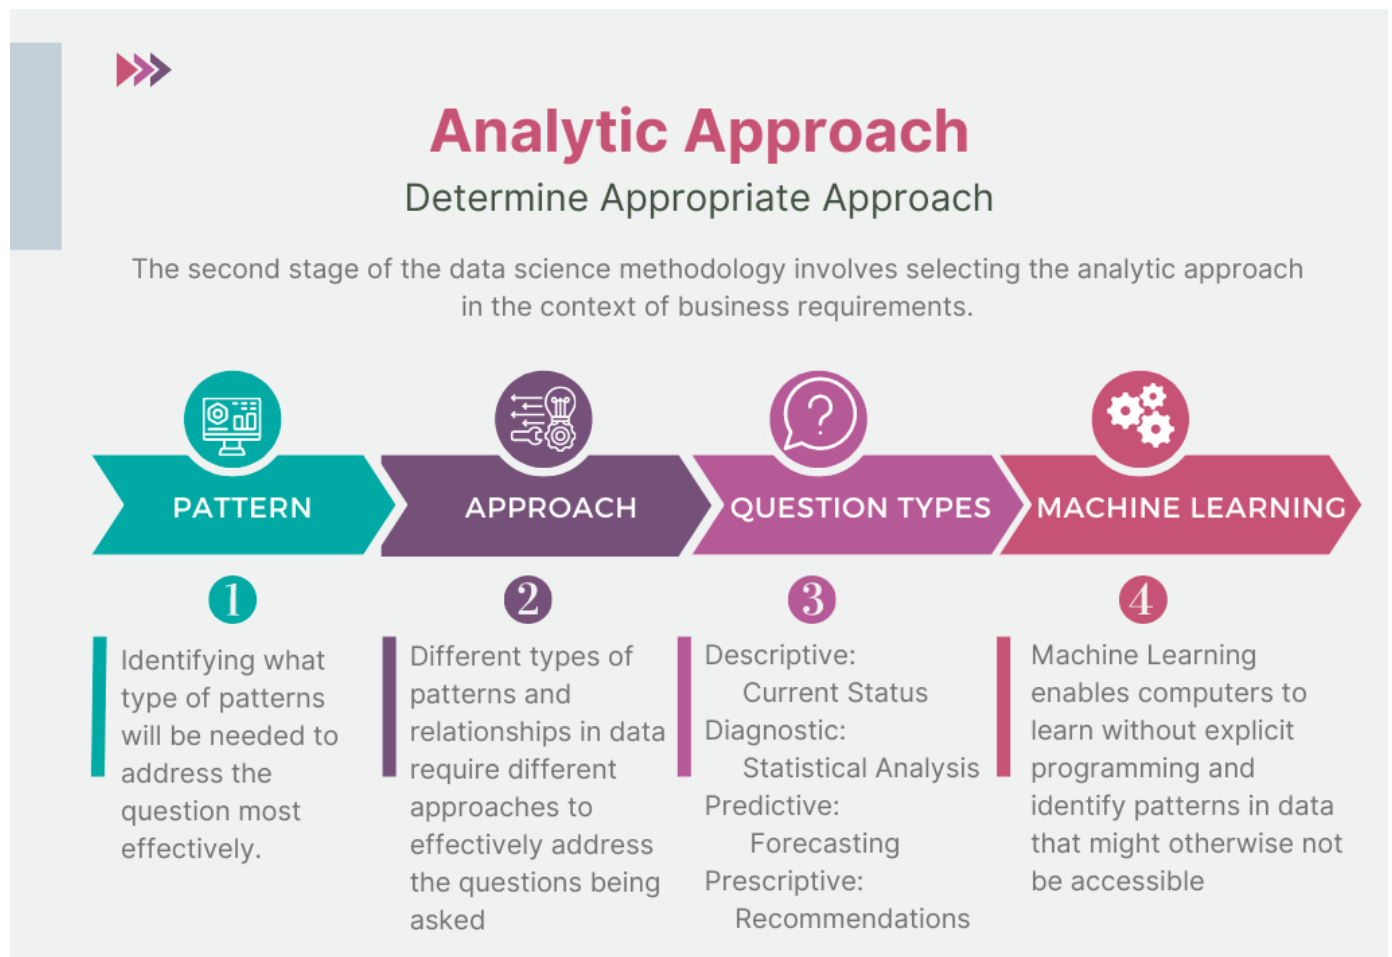 Analytic Approach
Determine Appropriate Approach
The second stage of the data science methodology involves selecting the analytic approach
in the context of business requirements.
PATTERN
APPROACH
QUESTION TYPES
MACHINE LEARNING
1
Identifying what
type of patterns
will be needed to
address the
question most
effectively.
2
Different types of
patterns and
relationships in data
require different
approaches to
effectively address
the questions being
asked
3
Descriptive:
Current Status
Diagnostic:
Statistical Analysis
Predictive:
Forecasting
Prescriptive:
Recommendations
4
Machine Learning
enables computers to
learn without explicit
programming and
identify patterns in data
that might otherwise not
be accessible